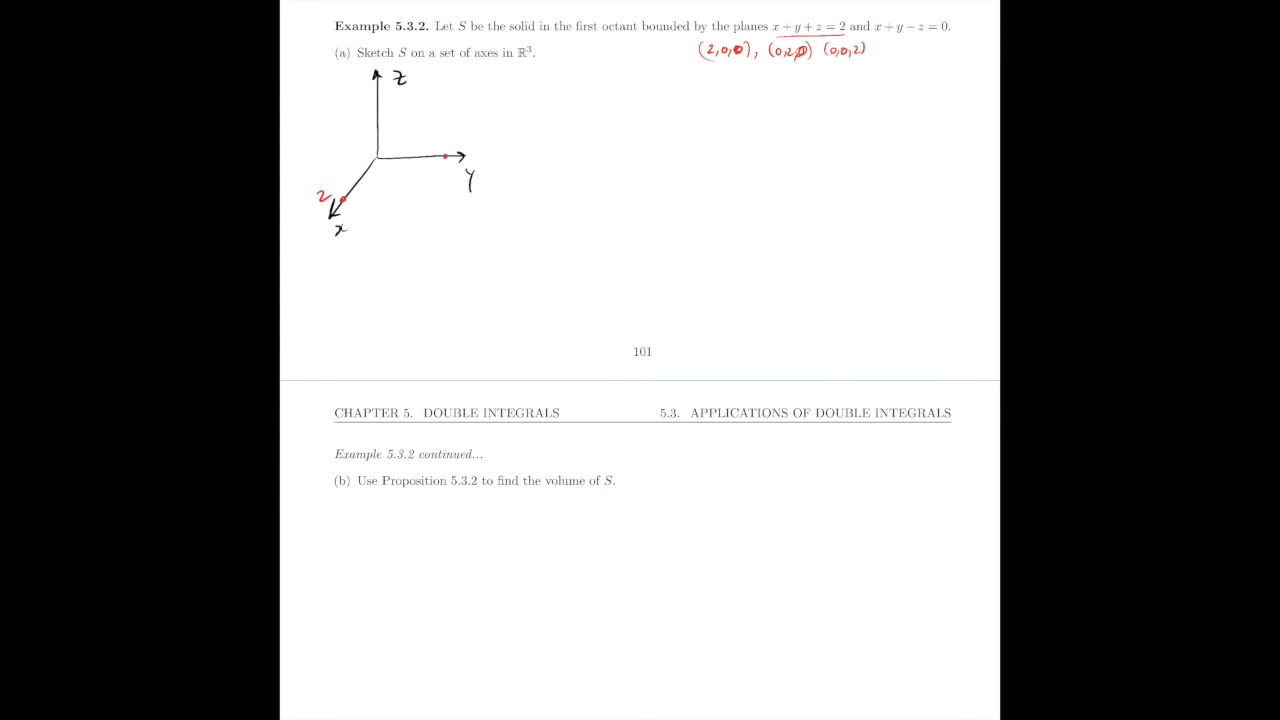 Example 5.3.2. Let S be the solid in the first octant bounded by the planes x + y + z = 2 and x + y − z = 0.
(2,0,0), (0,2,0) (0,0,2)
(a) Sketch S on a set of axes in ℝ³.
z
y
2
x
101
CHAPTER 5. DOUBLE INTEGRALS 5.3. APPLICATIONS OF DOUBLE INTEGRALS
Example 5.3.2 continued...
(b) Use Proposition 5.3.2 to find the volume of S.